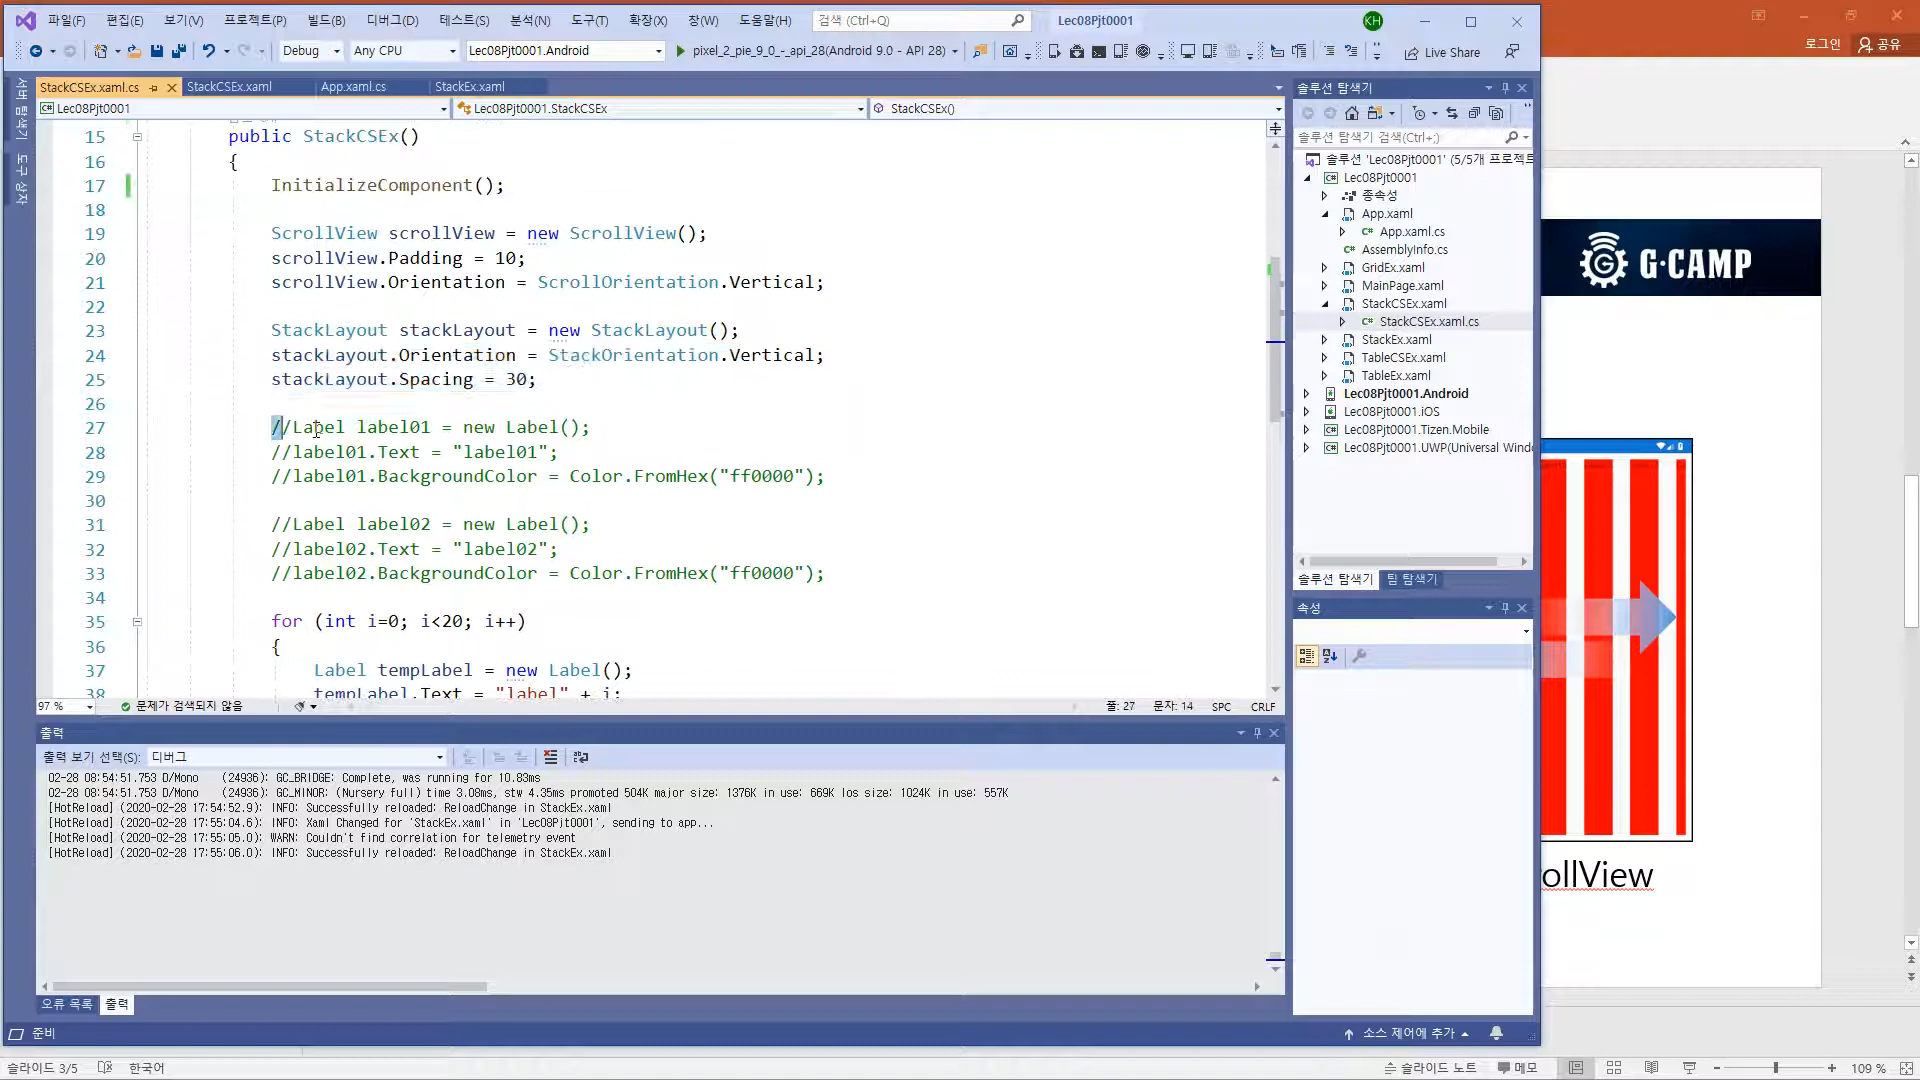 파일(F) 편집(E) 보기(V) 프로젝트(P) 빌드(B) 디버그(D) 테스트(S) 분석(N) 도구(T) 확장(X) 창(W) 도움말(H) 검색 (Ctrl+Q) Lec08Pjt0001 KH
로그인 공유
Debug Any CPU Lec08Pjt0001.Android pixel_2_pie_9_0_-_api_28(Android 9.0 - API 28) Live Share
서버 탐색기
도구 상자
StackCSEx.xaml.cs StackCSEx.xaml App.xaml.cs StackEx.xaml
Lec08Pjt0001 Lec08Pjt0001.StackCSEx StackCSEx()
15 public StackCSEx()
16 {
17 InitializeComponent();
18
19 ScrollView scrollView = new ScrollView();
20 scrollView.Padding = 10;
21 scrollView.Orientation = ScrollOrientation.Vertical;
22
23 StackLayout stackLayout = new StackLayout();
24 stackLayout.Orientation = StackOrientation.Vertical;
25 stackLayout.Spacing = 30;
26
27 //Label label01 = new Label();
28 //label01.Text = "label01";
29 //label01.BackgroundColor = Color.FromHex("ff0000");
30
31 //Label label02 = new Label();
32 //label02.Text = "label02";
33 //label02.BackgroundColor = Color.FromHex("ff0000");
34
35 for (int i=0; i<20; i++)
36 {
37 Label tempLabel = new Label();
38 tempLabel.Text = "label" + i;
97 % 문제가 검색되지 않음 줄: 27 문자: 14 SPC CRLF
출력
출력 보기 선택(S): 디버그
02-28 08:54:51.753 D/Mono (24936): GC_BRIDGE: Complete, was running for 10.83ms
02-28 08:54:51.753 D/Mono (24936): GC_MINOR: (Nursery full) time 3.08ms, stw 4.35ms promoted 504K major size: 1376K in use: 669K los size: 1024K in use: 557K
[HotReload] (2020-02-28 17:54:52.9): INFO: Successfully reloaded: ReloadChange in StackEx.xaml
[HotReload] (2020-02-28 17:55:04.6): INFO: Xaml Changed for 'StackEx.xaml' in 'Lec08Pjt0001', sending to app...
[HotReload] (2020-02-28 17:55:05.0): WARN: Couldn't find correlation for telemetry event
[HotReload] (2020-02-28 17:55:06.0): INFO: Successfully reloaded: ReloadChange in StackEx.xaml
오류 목록 출력
준비 소스 제어에 추가
솔루션 탐색기
솔루션 탐색기 검색(Ctrl+;)
솔루션 'Lec08Pjt0001' (5/5개 프로젝트
Lec08Pjt0001
종속성
App.xaml
App.xaml.cs
AssemblyInfo.cs
GridEx.xaml
MainPage.xaml
StackCSEx.xaml
StackCSEx.xaml.cs
StackEx.xaml
TableCSEx.xaml
TableEx.xaml
Lec08Pjt0001.Android
Lec08Pjt0001.iOS
Lec08Pjt0001.Tizen.Mobile
Lec08Pjt0001.UWP(Universal Windo
솔루션 탐색기 팀 탐색기
속성
G·CAMP
ollView
슬라이드 3/5 한국어 슬라이드 노트 메모 109 %